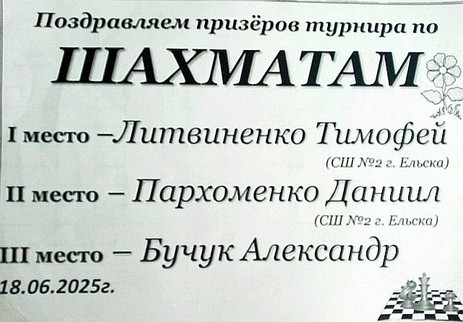 Поздравляем призёров турнира по
ШАХМАТАМ
I место –Литвиненко Тимофей
(СШ №2 г. Ельска)
II место – Пархоменко Даниил
(СШ №2 г. Ельска)
III место – Бучук Александр
18.06.2025г.